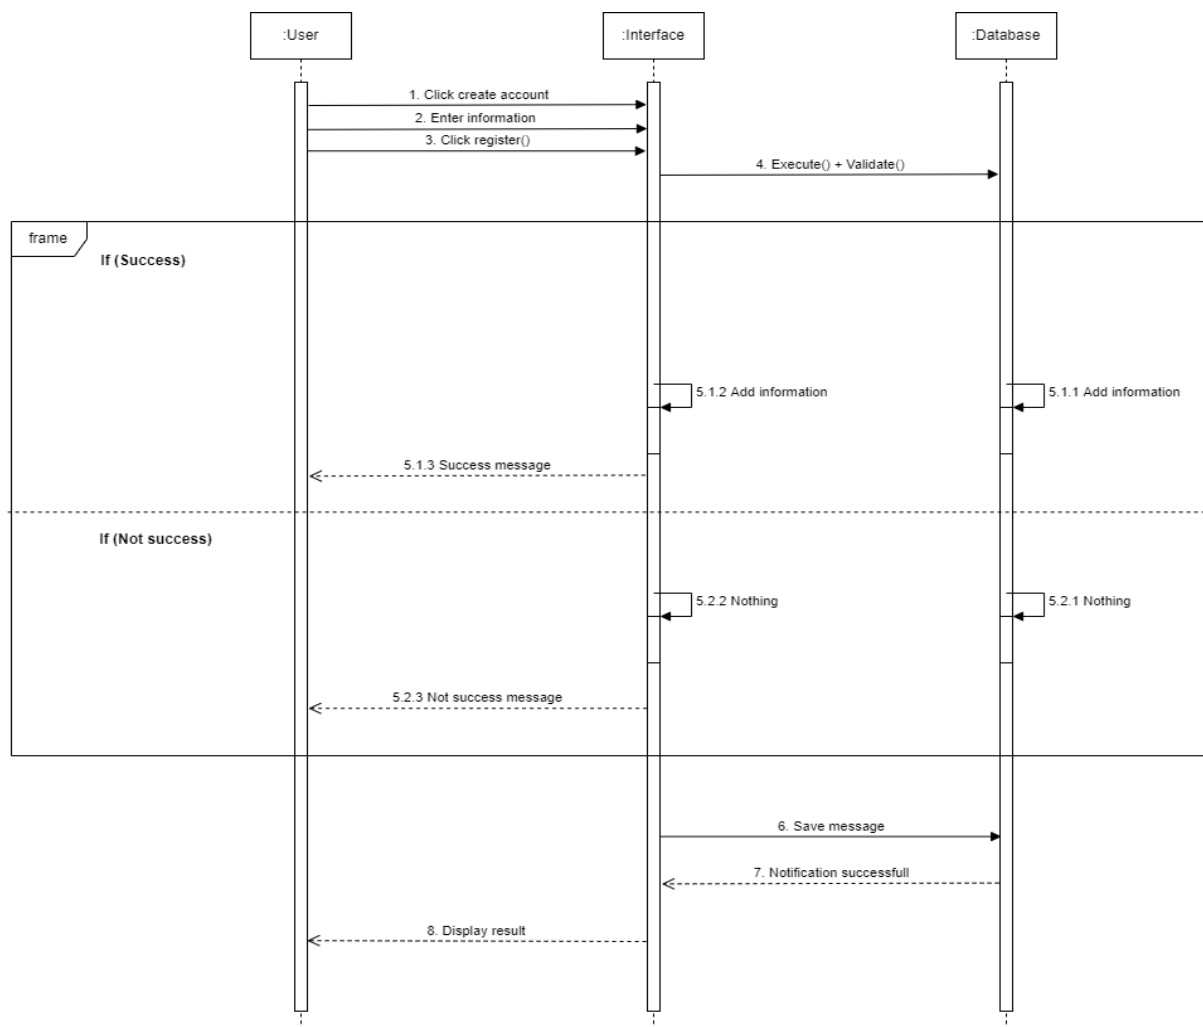 :User
:Interface
:Database
1. Click create account
2. Enter information
3. Click register()
4. Execute() + Validate()
frame
If (Success)
5.1.2 Add information
5.1.1 Add information
5.1.3 Success message
If (Not success)
5.2.2 Nothing
5.2.1 Nothing
5.2.3 Not success message
6. Save message
7. Notification successfull
8. Display result